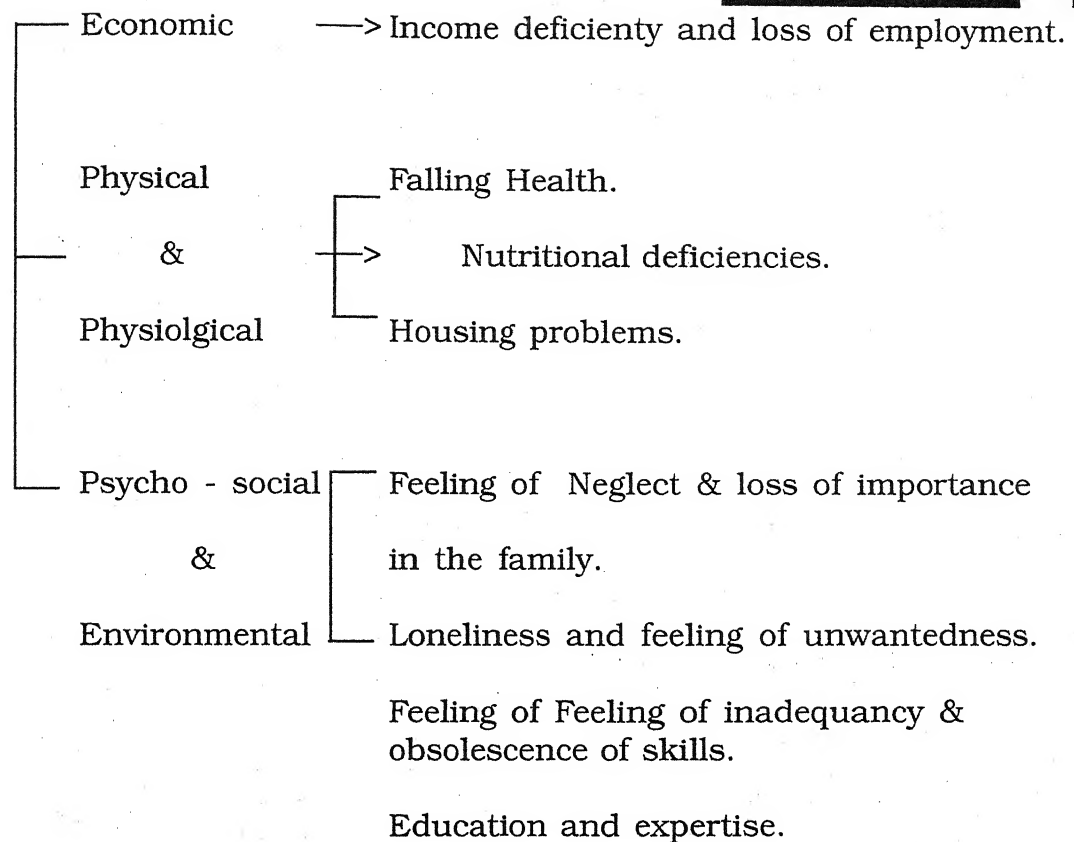 Economic —> Income deficienty and loss of employment.
Physical Falling Health.
& —> Nutritional deficiencies.
Physiolgical Housing problems.
Psycho - social Feeling of Neglect & loss of importance
& in the family.
Environmental Loneliness and feeling of unwantedness.
Feeling of Feeling of inadequancy &
obsolescence of skills.
Education and expertise.